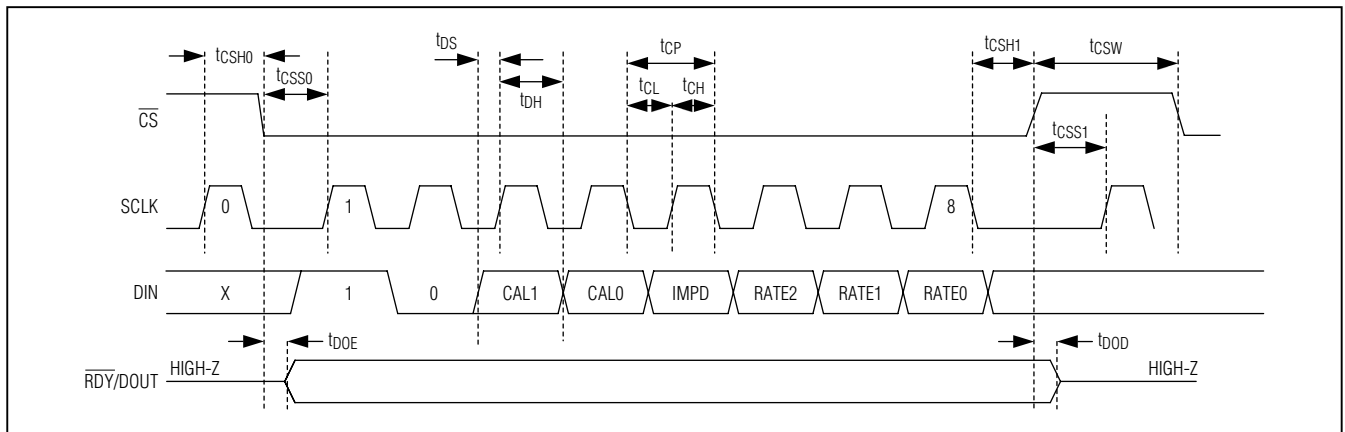 tCSH0
tCSS0
tDS
tDH
tCP
tCL
tCH
tCSH1
tCSW
tCSS1
CS
SCLK
0
1
8
DIN
X
1
0
CAL1
CAL0
IMPD
RATE2
RATE1
RATE0
tDOE
tDOD
RDY/DOUT
HIGH-Z
HIGH-Z